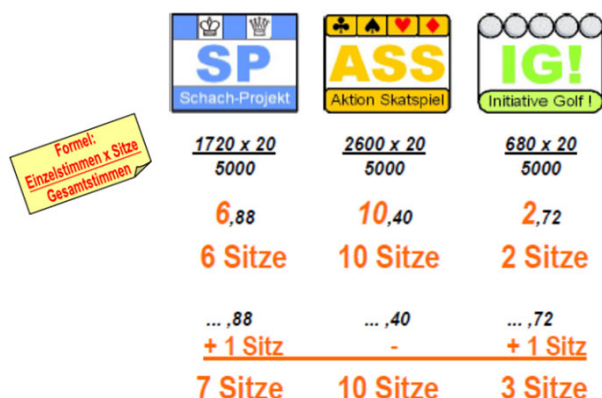 SP
Schach-Projekt
ASS
Aktion Skatspiel
IG!
Initiative Golf !
Formel:
Einzelstimmen x Sitze
Gesamtstimmen
1720 x 20
5000
2600 x 20
5000
680 x 20
5000
6,88
10,40
2,72
6 Sitze
10 Sitze
2 Sitze
... ,88
... ,40
... ,72
+ 1 Sitz
-
+ 1 Sitz
7 Sitze
10 Sitze
3 Sitze